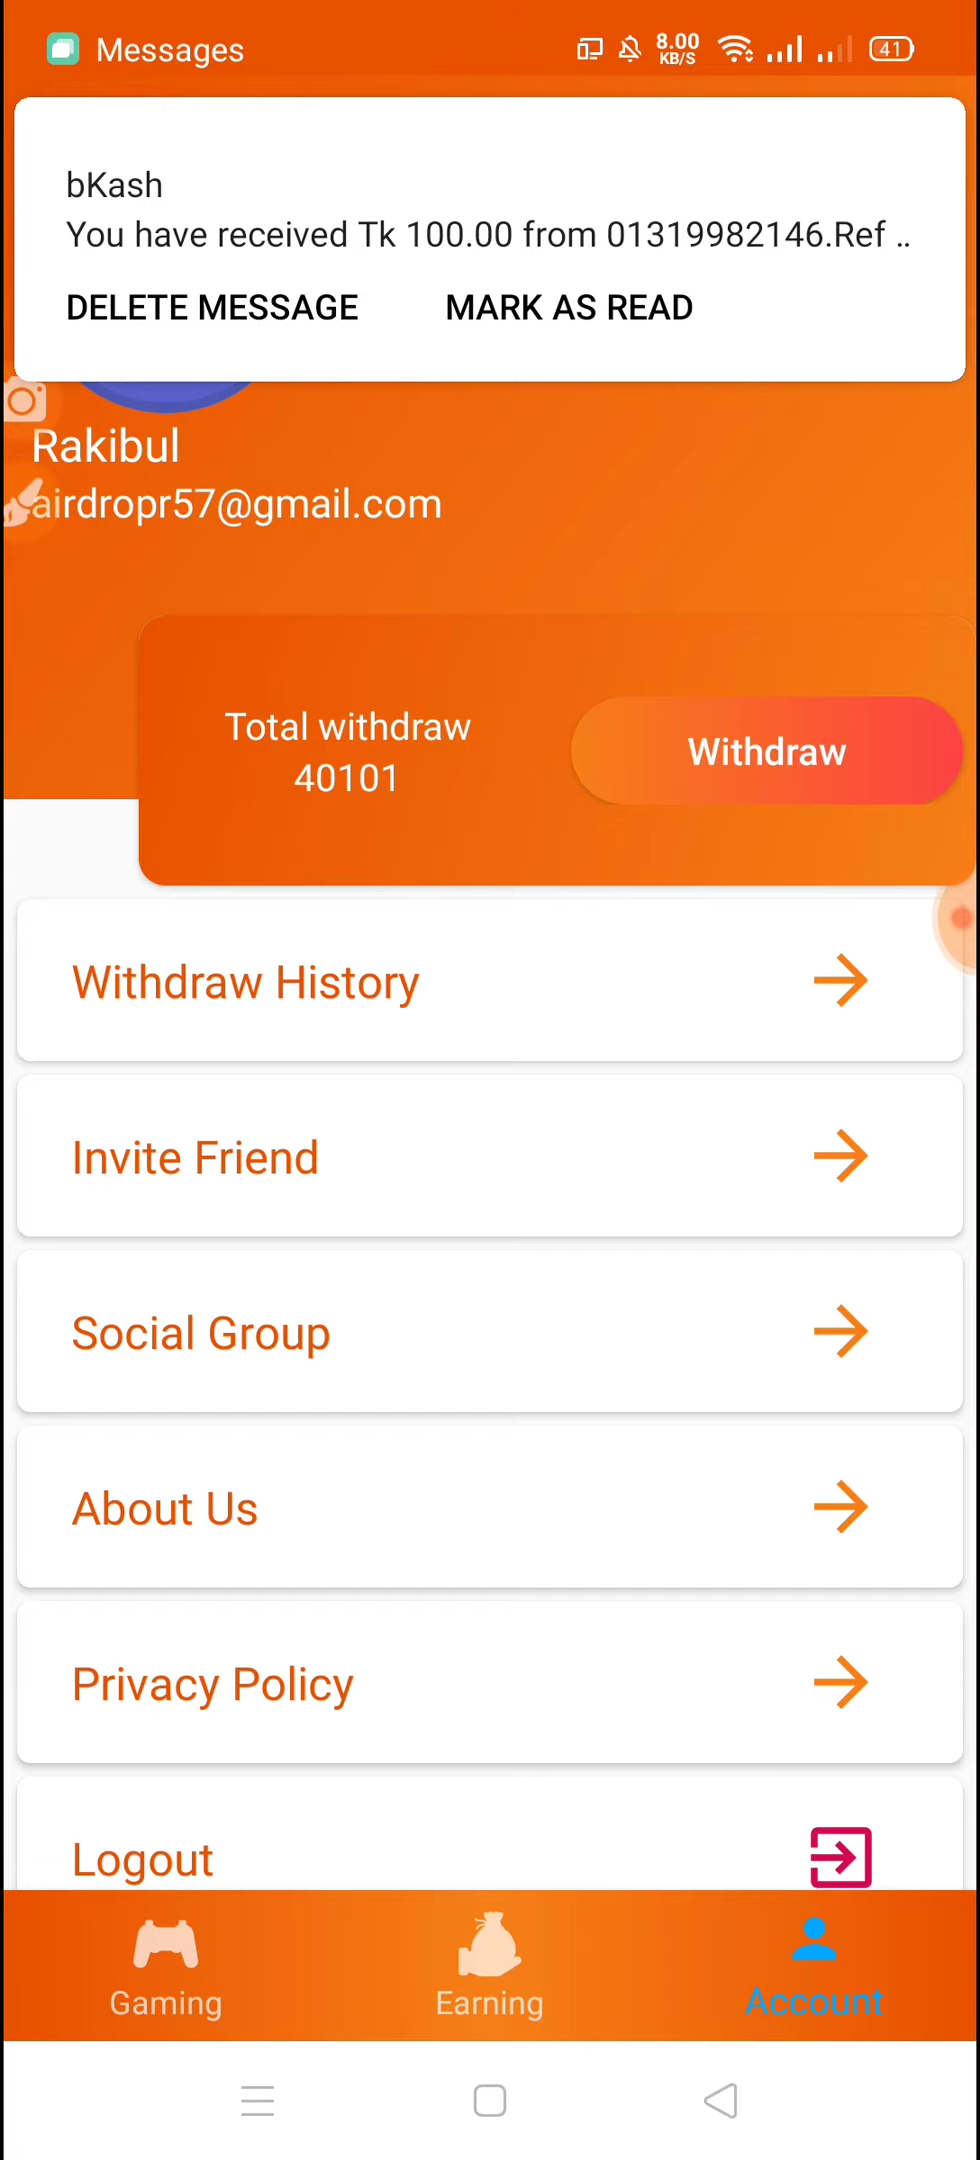 Messages
8.00
KB/S
41
bKash
You have received Tk 100.00 from 01319982146.Ref ..
DELETE MESSAGE MARK AS READ
Rakibul
airdropr57@gmail.com
Total withdraw
40101
Withdraw
Withdraw History
Invite Friend
Social Group
About Us
Privacy Policy
Logout
Gaming Earning Account